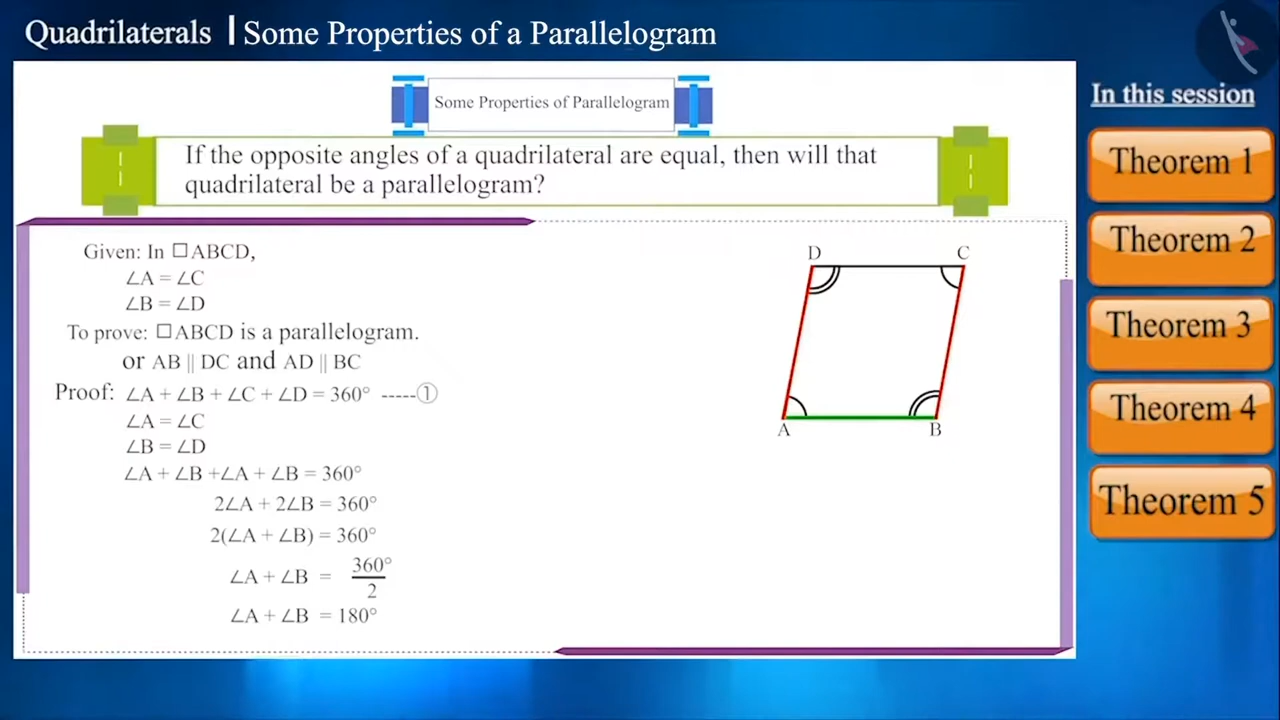 Quadrilaterals | Some Properties of a Parallelogram
In this session
Some Properties of Parallelogram
If the opposite angles of a quadrilateral are equal, then will that
quadrilateral be a parallelogram?
Given: In □ABCD,
∠A = ∠C
∠B = ∠D
To prove: □ABCD is a parallelogram.
or AB || DC and AD || BC
Proof: ∠A + ∠B + ∠C + ∠D = 360° -----①
∠A = ∠C
∠B = ∠D
∠A + ∠B +∠A + ∠B = 360°
2∠A + 2∠B = 360°
2(∠A + ∠B) = 360°
∠A + ∠B = 360°/2
∠A + ∠B = 180°
D C
A B
Theorem 1
Theorem 2
Theorem 3
Theorem 4
Theorem 5